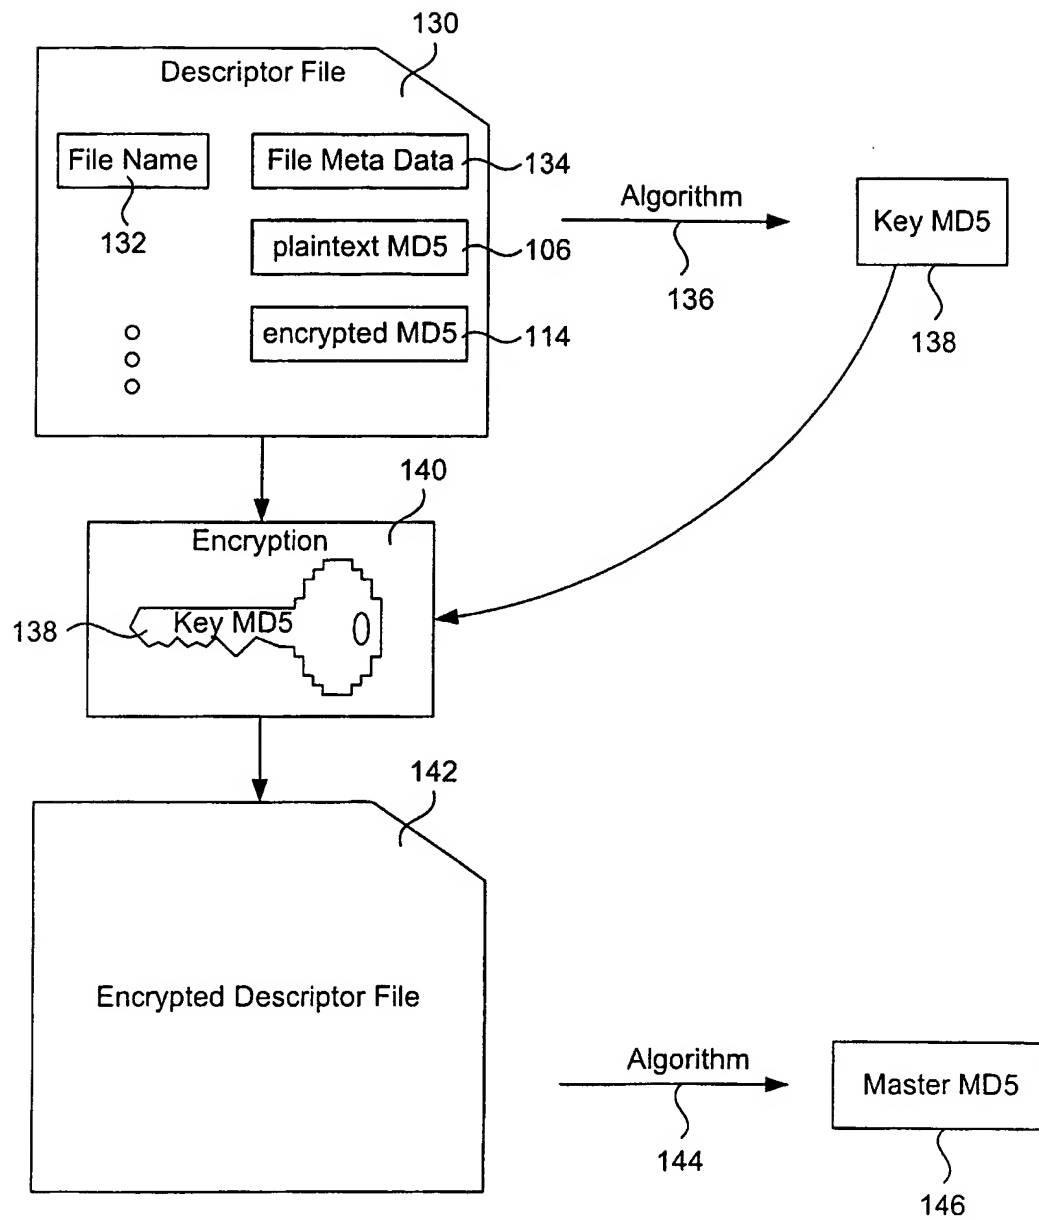 130
Descriptor File
File Name
File Meta Data
134
132
plaintext MD5
106
encrypted MD5
114
Algorithm
136
Key MD5
138
140
Encryption
Key MD5
138
142
Encrypted Descriptor File
Algorithm
144
Master MD5
146